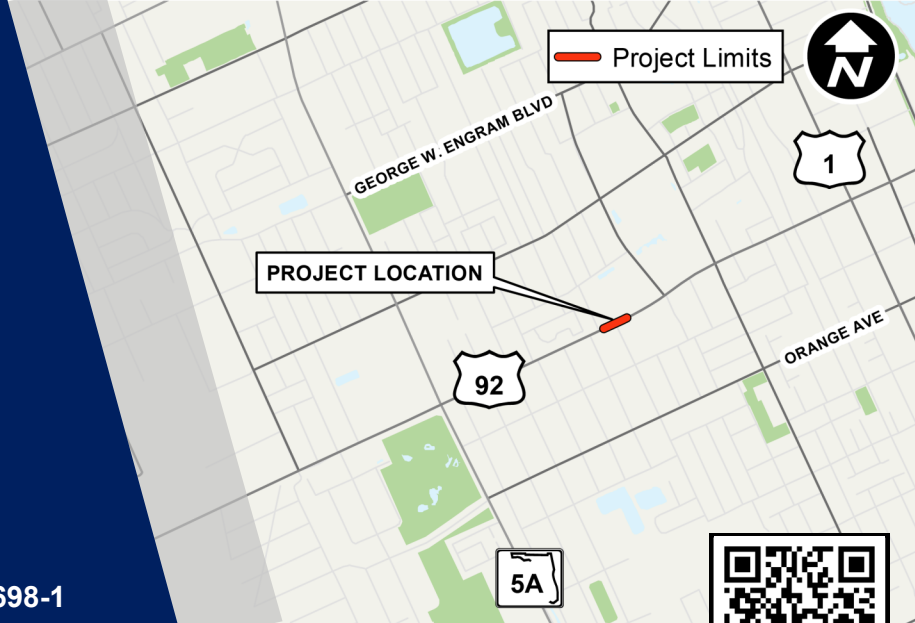 Project Limits
N
GEORGE W. ENGRAM BLVD
1
PROJECT LOCATION
ORANGE AVE
92
5A
698-1